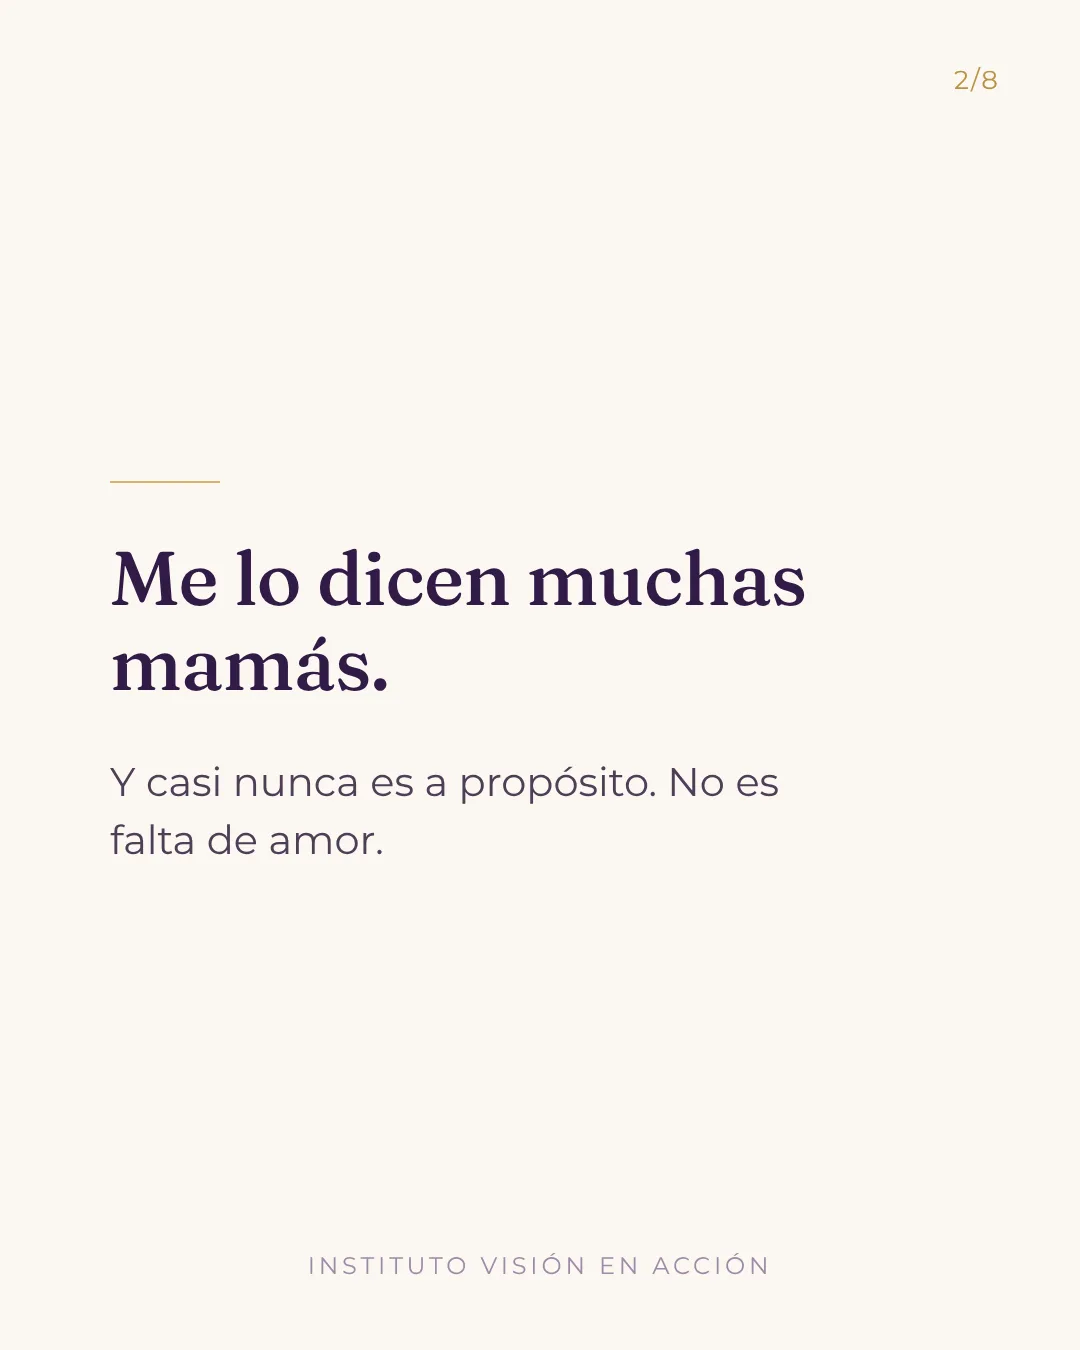 2/8
Me lo dicen muchas
mamás.
Y casi nunca es a propósito. No es
falta de amor.
INSTITUTO VISIÓN EN ACCIÓN